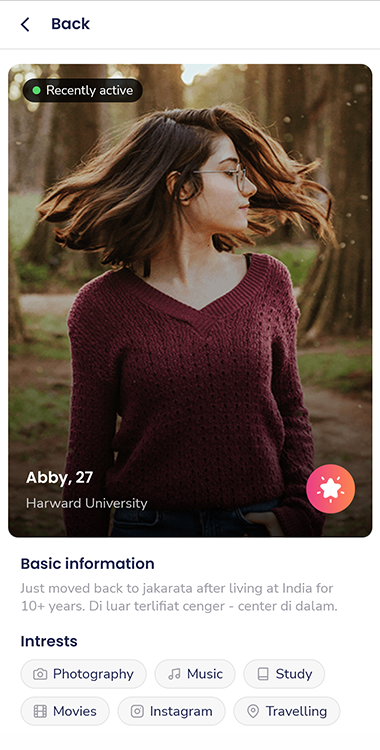 Back
Recently active
Abby, 27
Harward University
Basic information
Just moved back to jakarata after living at India for
10+ years. Di luar terlifiat cenger - center di dalam.
Intrests
Photography Music Study
Movies Instagram Travelling